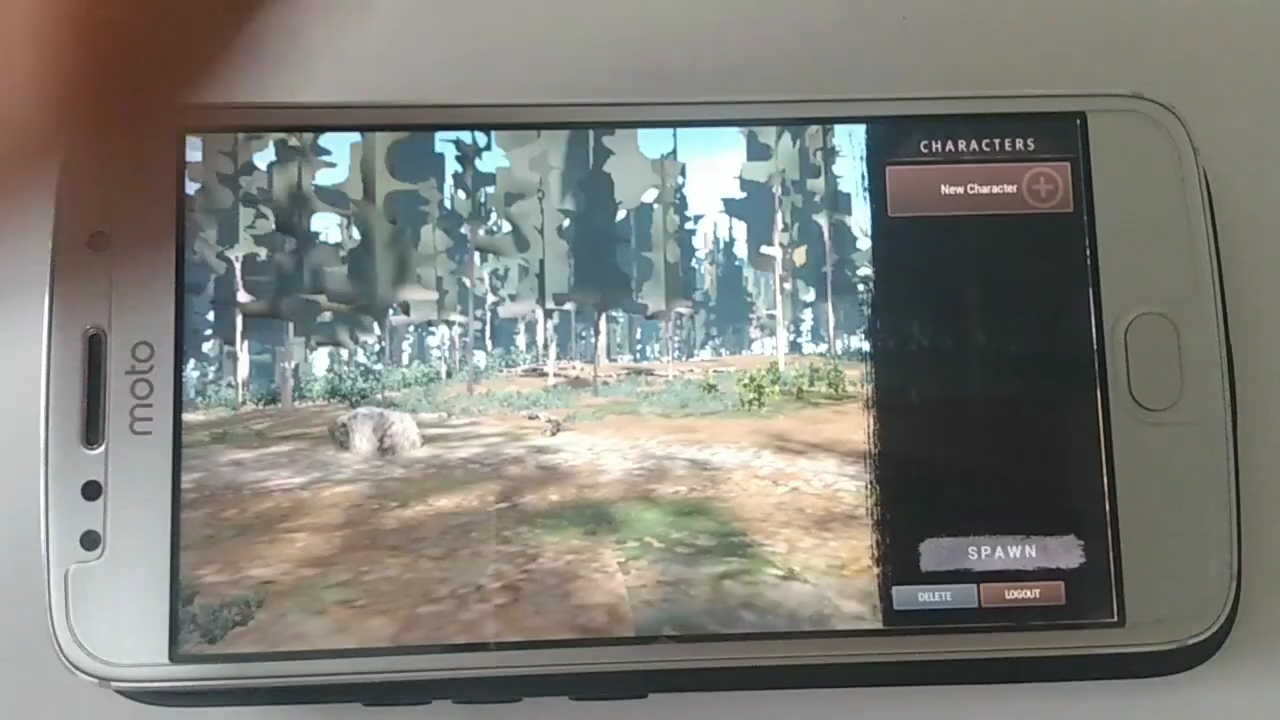 moto
CHARACTERS
New Character
SPAWN
DELETE
LOGOUT